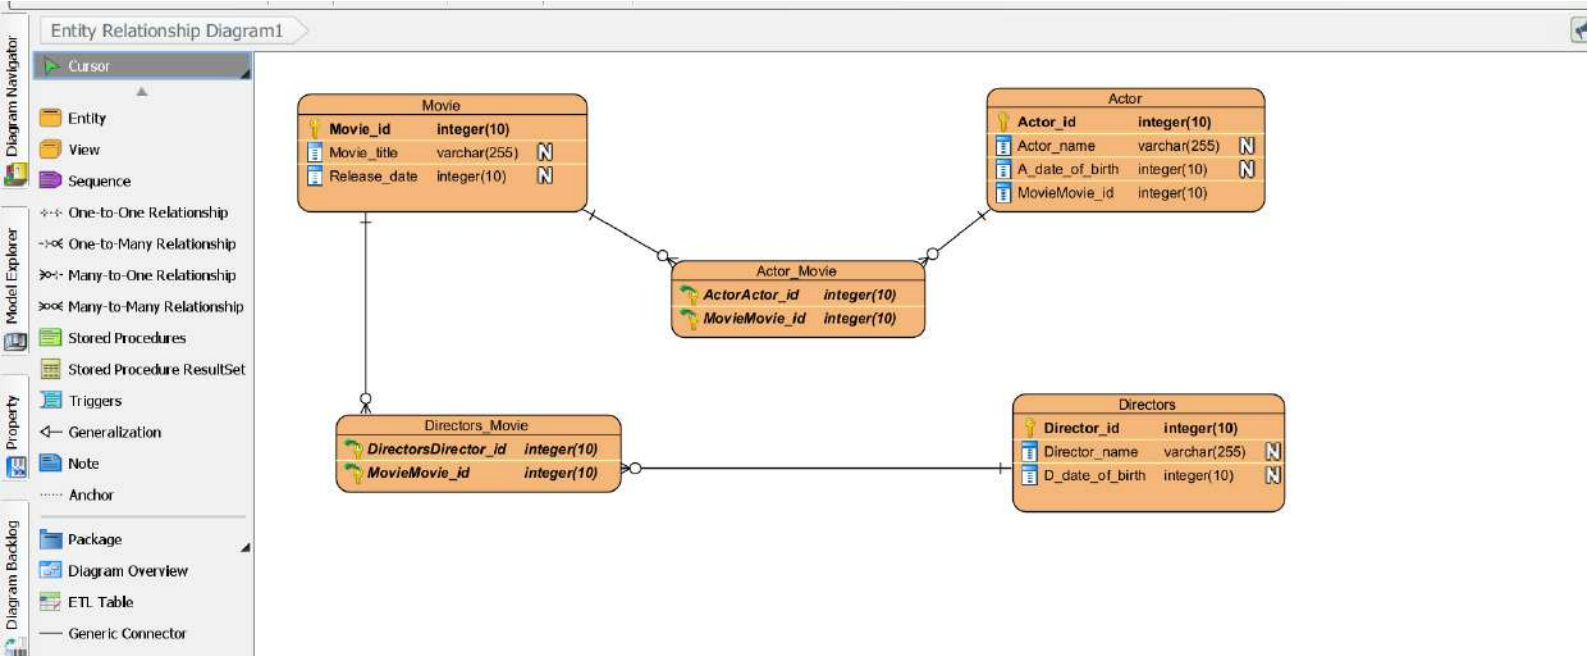 Entity Relationship Diagram1
Diagram Navigator
Model Explorer
Property
Diagram Backlog
Cursor
Entity
View
Sequence
One-to-One Relationship
One-to-Many Relationship
Many-to-One Relationship
Many-to-Many Relationship
Stored Procedures
Stored Procedure ResultSet
Triggers
Generalization
Note
Anchor
Package
Diagram Overview
ETL Table
Generic Connector
Movie
Movie_id integer(10)
Movie_title varchar(255) N
Release_date integer(10) N
Actor
Actor_id integer(10)
Actor_name varchar(255) N
A_date_of_birth integer(10) N
MovieMovie_id integer(10)
Actor_Movie
ActorActor_id integer(10)
MovieMovie_id integer(10)
Directors_Movie
DirectorsDirector_id integer(10)
MovieMovie_id integer(10)
Directors
Director_id integer(10)
Director_name varchar(255) N
D_date_of_birth integer(10) N